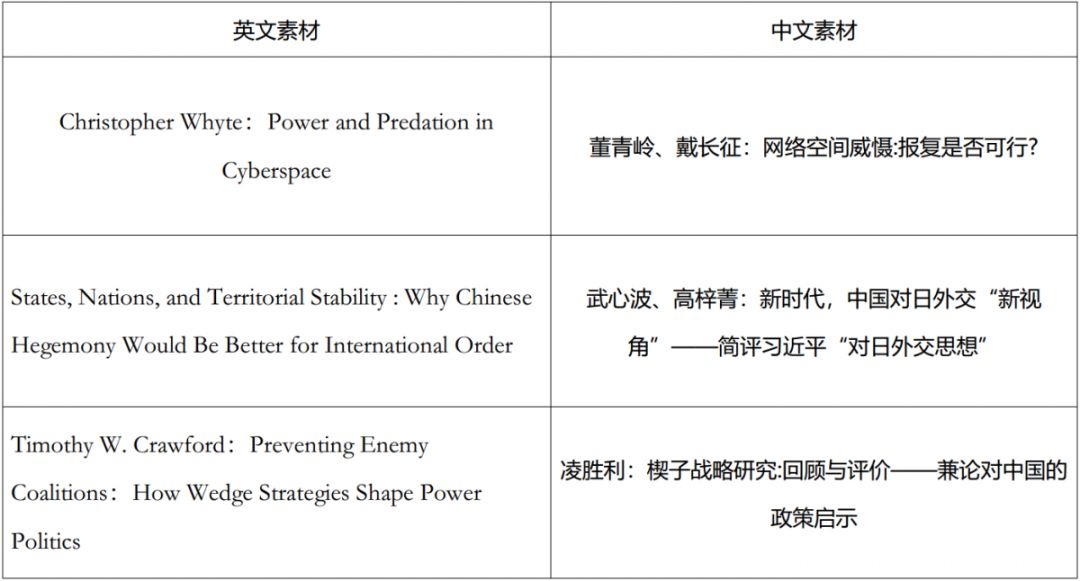 英文素材
中文素材
Christopher Whyte：Power and Predation in
Cyberspace
董青岭、戴长征：网络空间威慑:报复是否可行?
States, Nations, and Territorial Stability : Why Chinese
Hegemony Would Be Better for International Order
武心波、高梓菁：新时代，中国对日外交“新视
角”——简评习近平“对日外交思想”
Timothy W. Crawford：Preventing Enemy
Coalitions：How Wedge Strategies Shape Power
Politics
凌胜利：楔子战略研究:回顾与评价——兼论对中国的
政策启示